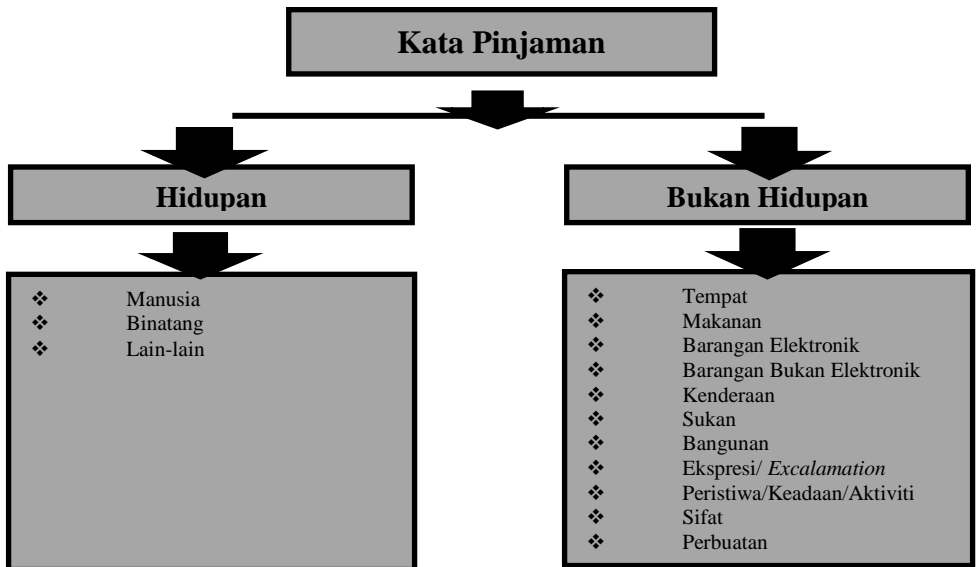 Kata Pinjaman
Hidupan
Bukan Hidupan
❖ Manusia
❖ Binatang
❖ Lain-lain
❖ Tempat
❖ Makanan
❖ Barangan Elektronik
❖ Barangan Bukan Elektronik
❖ Kenderaan
❖ Sukan
❖ Bangunan
❖ Ekspresi/ Excalamation
❖ Peristiwa/Keadaan/Aktiviti
❖ Sifat
❖ Perbuatan